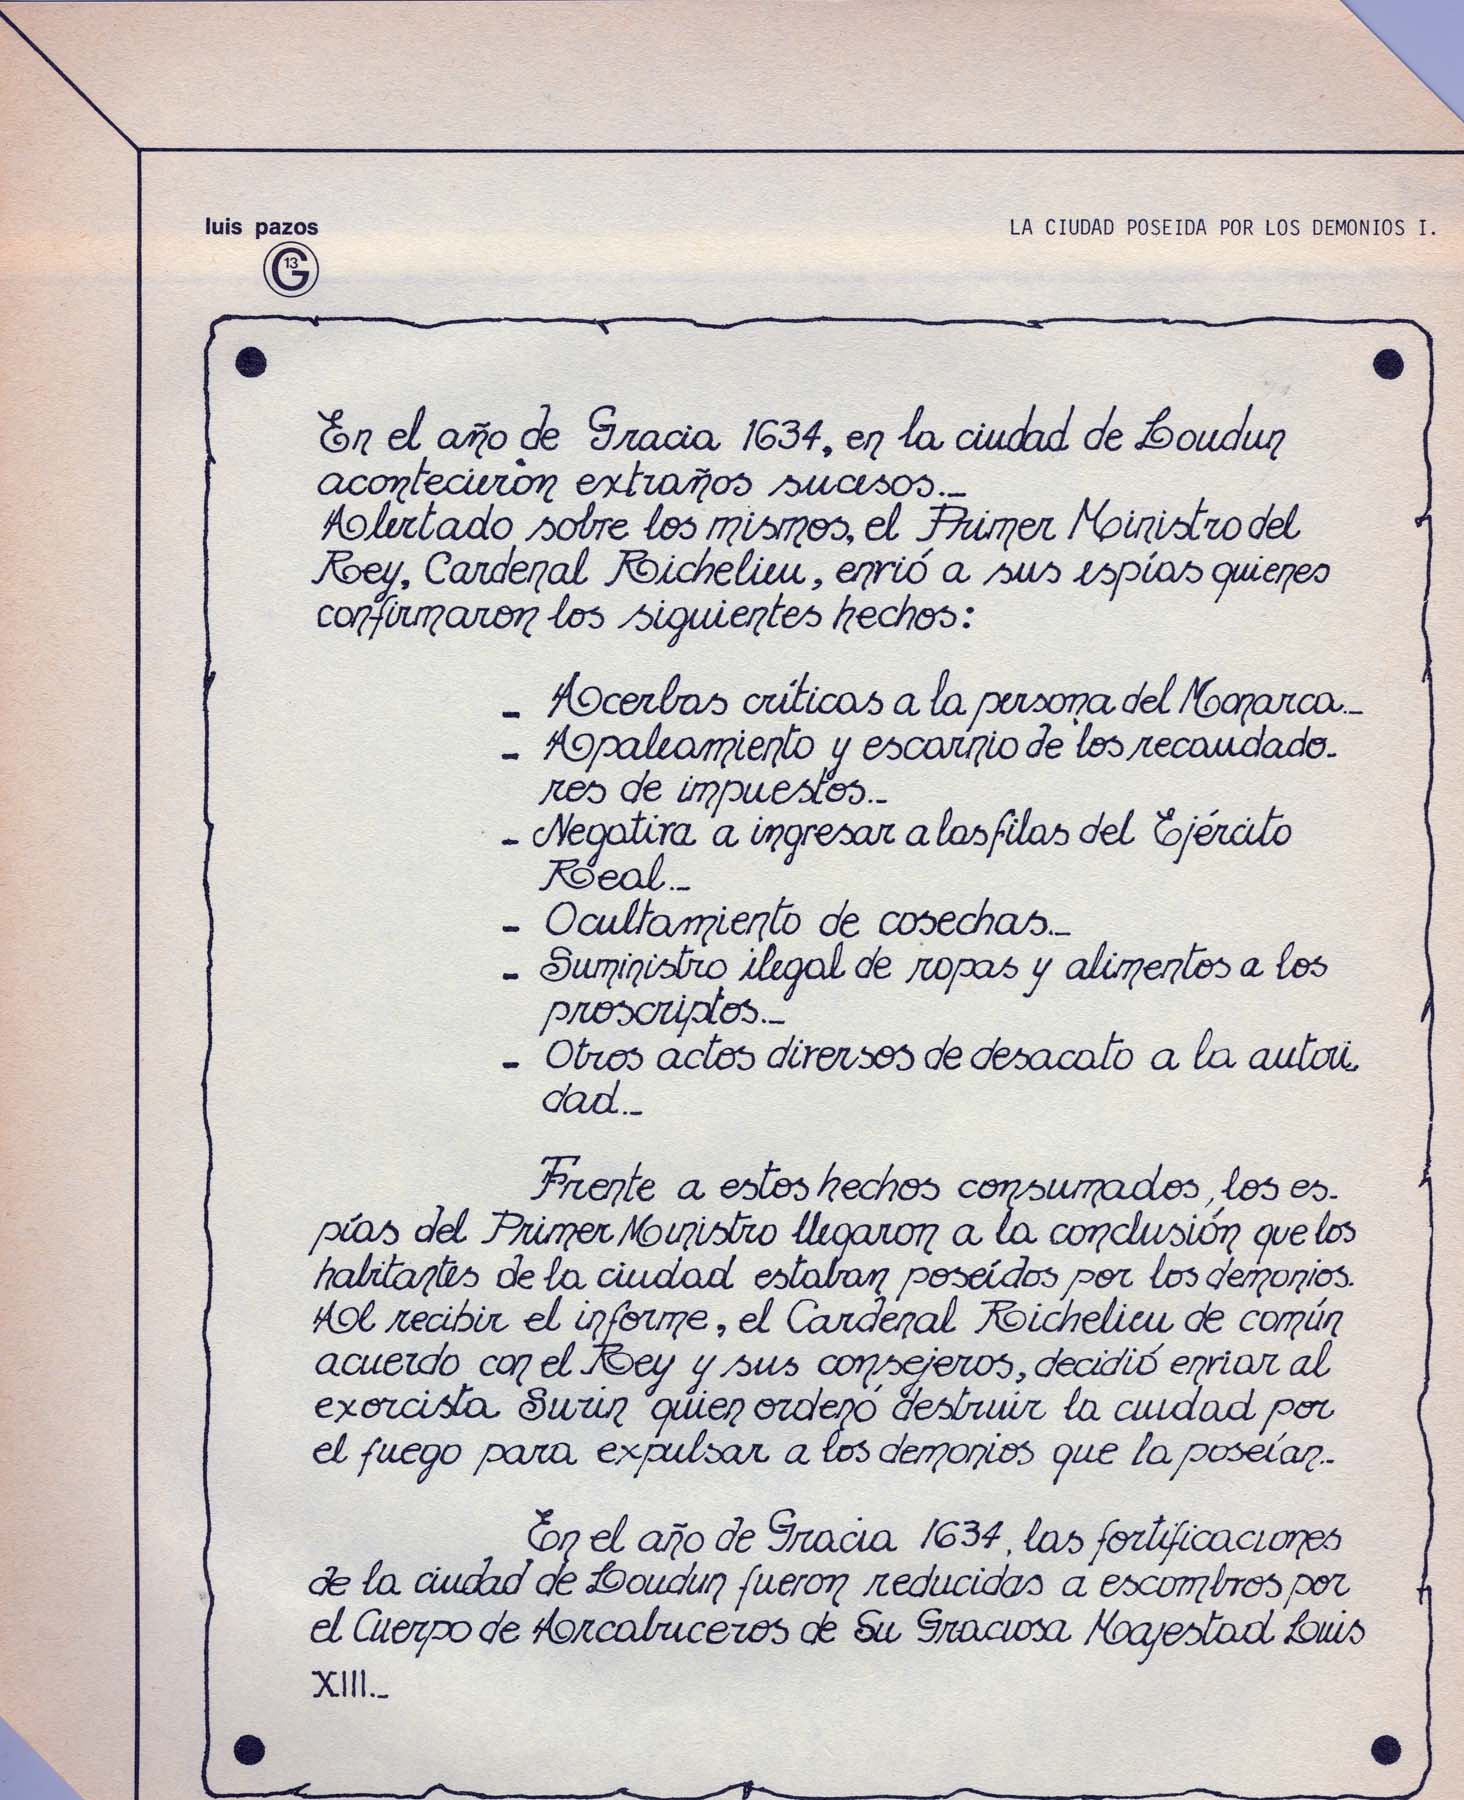 luis pazos
LA CIUDAD POSEIDA POR LOS DEMONIOS I.
13
G
En el año de Gracia 1634, en la ciudad de Loudun
acontecieron extraños sucesos._
Alertado sobre los mismos, el Primer Ministro del
Rey, Cardenal Richelieu, envió a sus espías quienes
confirmaron los siguientes hechos:
_ Acerbas críticas a la persona del Monarca._
_ Apaleamiento y escarnio de los recaudado-
res de impuestos._
_ Negativa a ingresar a las filas del Ejército
Real._
_ Ocultamiento de cosechas._
_ Suministro ilegal de ropas y alimentos a los
proscriptos._
_ Otros actos diversos de desacato a la autori-
dad._
Frente a estos hechos consumados, los es-
pías del Primer Ministro llegaron a la conclusión que los
habitantes de la ciudad estaban poseídos por los demonios.
Al recibir el informe, el Cardenal Richelieu de común
acuerdo con el Rey y sus consejeros, decidió enviar al
exorcista Surin quien ordenó destruir la ciudad por
el fuego para expulsar a los demonios que la poseían._
En el año de Gracia 1634, las fortificaciones
de la ciudad de Loudun fueron reducidas a escombros por
el Cuerpo de Arcabuceros de Su Graciosa Majestad Luis
XIII._